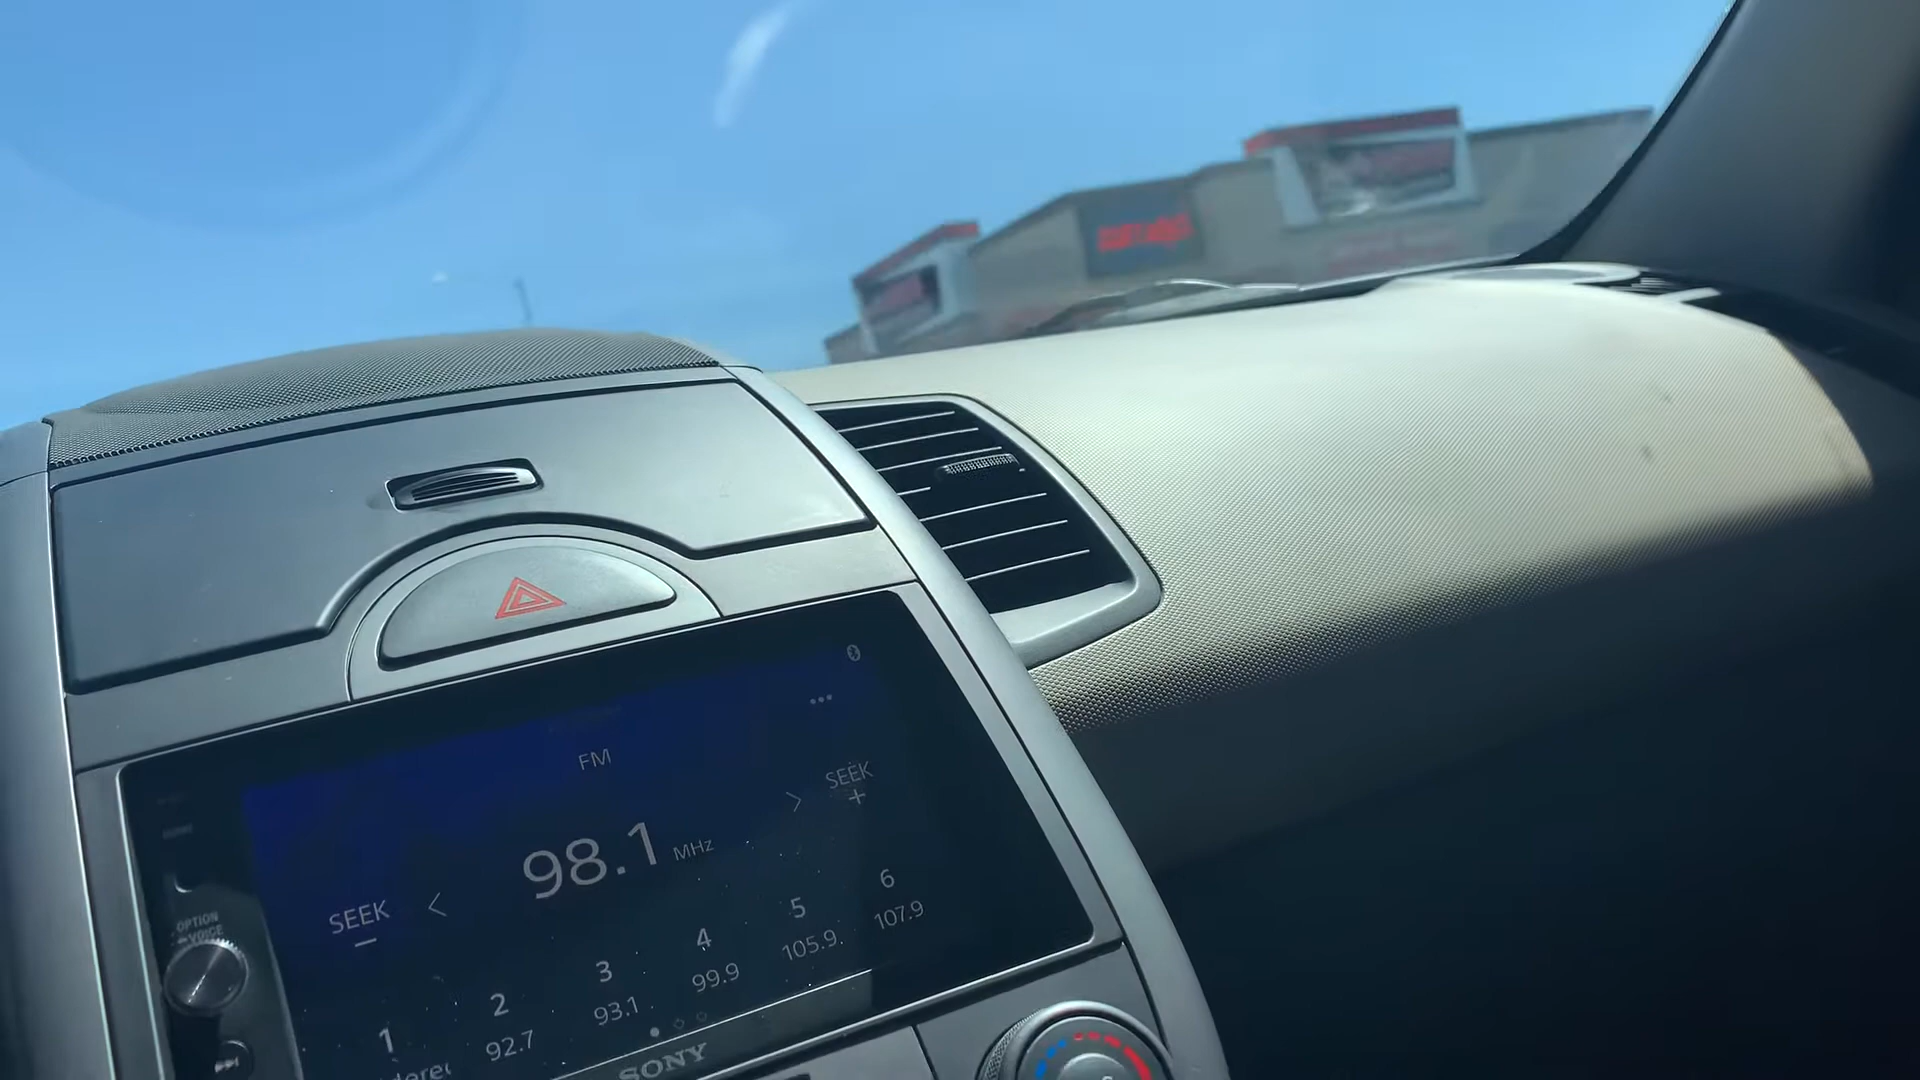 FM
SEEK
+
98.1 MHz
SEEK
−
OPTION
VOICE
1
2
92.7
3
93.1
4
99.9
5
105.9
6
107.9
SONY